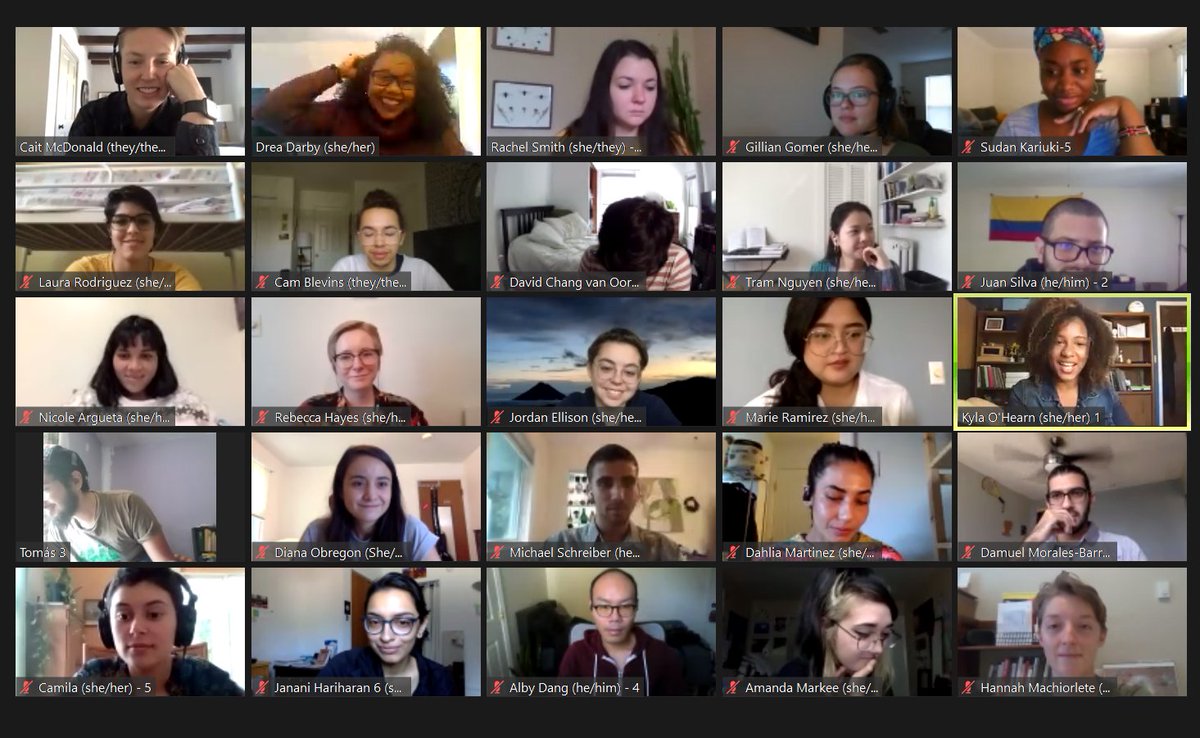 Cait McDonald (they/the...
Drea Darby (she/her)
Rachel Smith (she/they) -...
Gillian Gomer (she/he...
Sudan Kariuki-5
Laura Rodriguez (she/...
Cam Blevins (they/the...
David Chang van Oor...
Tram Nguyen (she/he...
Juan Silva (he/him) - 2
Nicole Argueta (she/h...
Rebecca Hayes (she/h...
Jordan Ellison (she/he...
Marie Ramirez (she/h...
Kyla O'Hearn (she/her) 1
Tomás 3
Diana Obregon (She/...
Michael Schreiber (he...
Dahlia Martinez (she/...
Damuel Morales-Barr...
Camila (she/her) - 5
Janani Hariharan 6 (s...
Alby Dang (he/him) - 4
Amanda Markee (she/...
Hannah Machiorlete (...